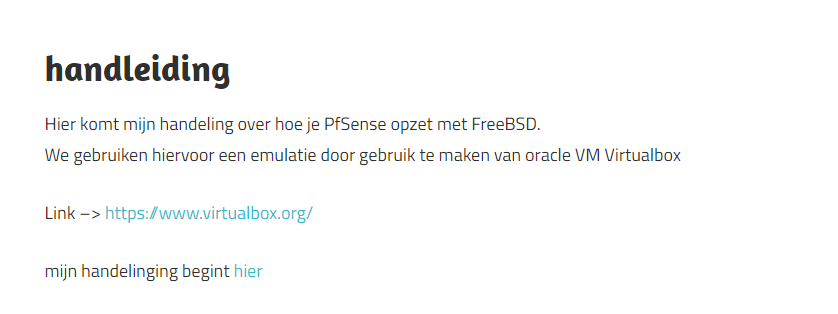 handleiding
Hier komt mijn handeling over hoe je PfSense opzet met FreeBSD.
We gebruiken hiervoor een emulatie door gebruik te maken van oracle VM Virtualbox
Link –> https://www.virtualbox.org/
mijn handelinging begint hier